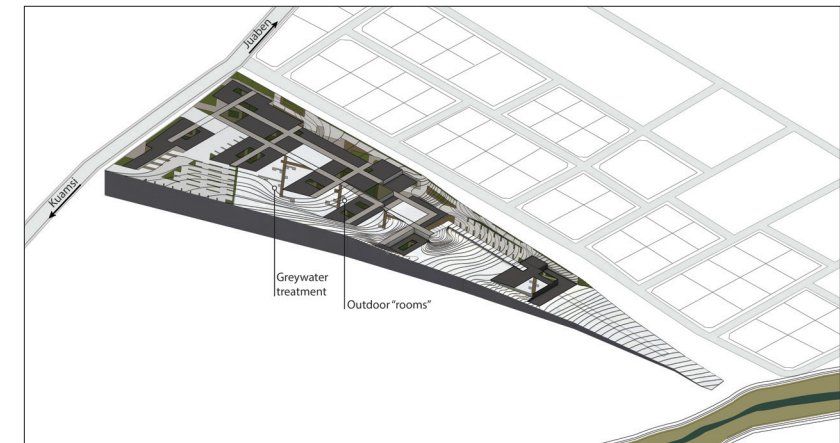 Juaben
Kuamsi
Greywater
treatment
Outdoor "rooms"